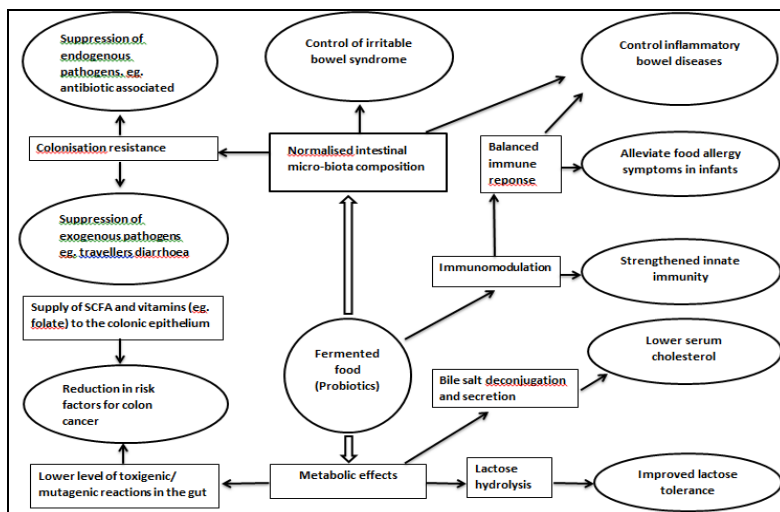 Suppression of
endogenous
pathogens, eg.
antibiotic associated
Control of irritable
bowel syndrome
Control inflammatory
bowel diseases
Colonisation resistance
Normalised intestinal
micro-biota composition
Balanced
immune
reponse
Alleviate food allergy
symptoms in infants
Suppression of
exogenous pathogens
eg. travellers diarrhoea
Immunomodulation
Strengthened innate
immunity
Supply of SCFA and vitamins (eg.
folate) to the colonic epithelium
Fermented
food
(Probiotics)
Lower serum
cholesterol
Reduction in risk
factors for colon
cancer
Bile salt deconjugation
and secretion
Lower level of toxigenic/
mutagenic reactions in the gut
Metabolic effects
Lactose
hydrolysis
Improved lactose
tolerance